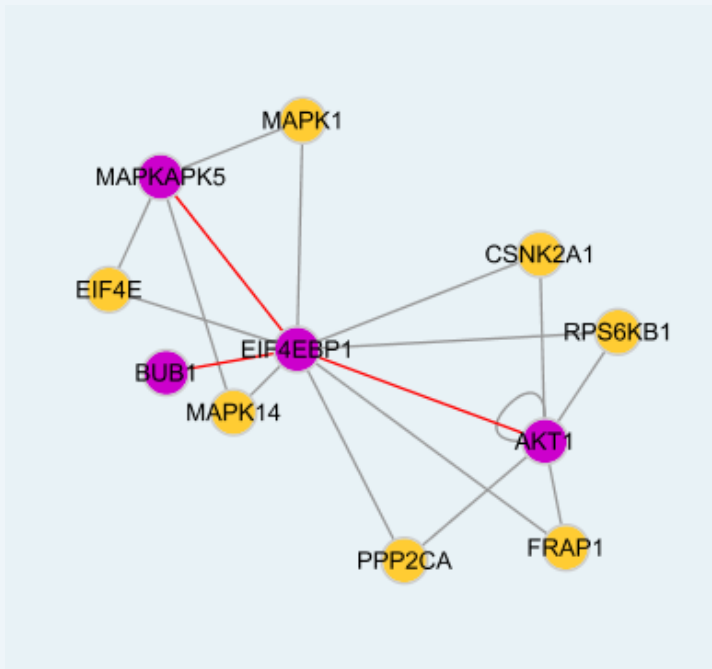 MAPK1
MAPKAPK5
CSNK2A1
EIF4E
RPS6KB1
EIF4EBP1
BUB1
MAPK14
AKT1
FRAP1
PPP2CA